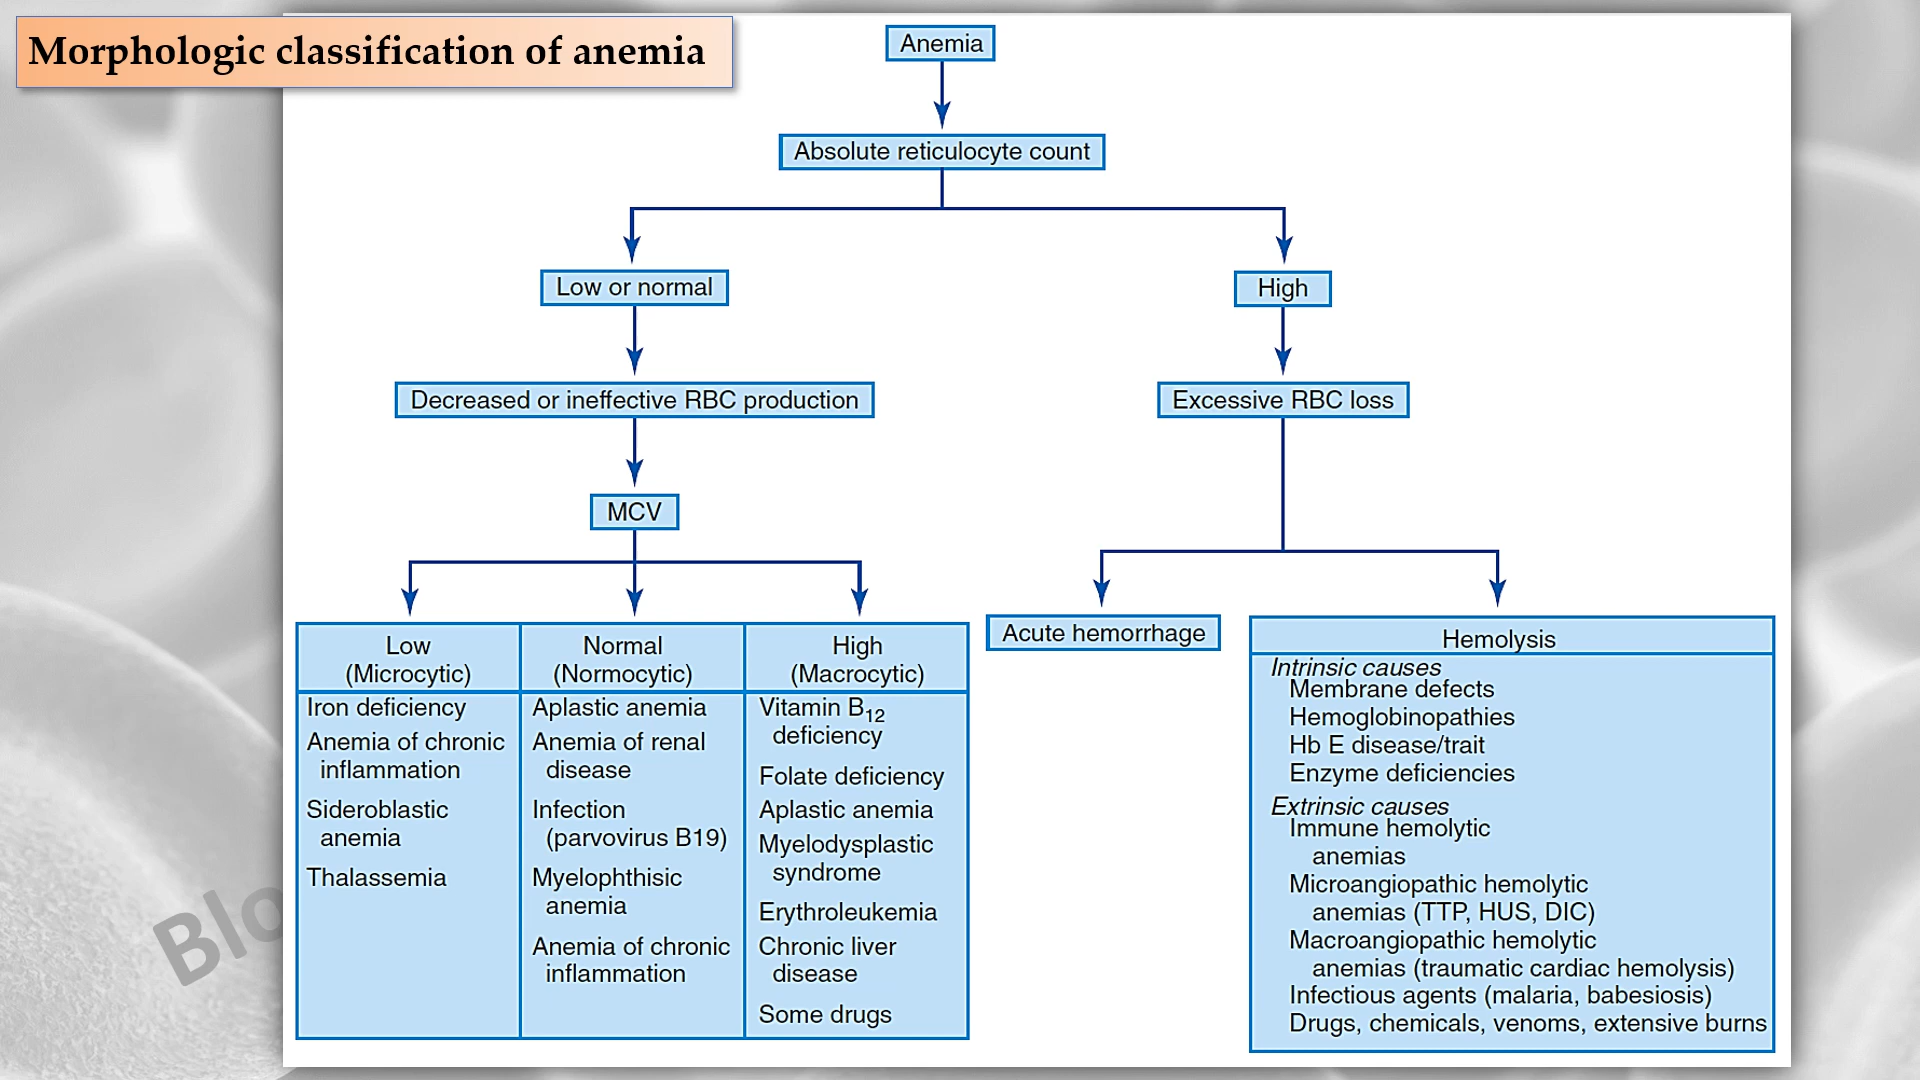 Morphologic classification of anemia
Anemia
Absolute reticulocyte count
Low or normal
High
Decreased or ineffective RBC production
Excessive RBC loss
MCV
Low
(Microcytic)
Iron deficiency
Anemia of chronic
inflammation
Sideroblastic
anemia
Thalassemia
Normal
(Normocytic)
Aplastic anemia
Anemia of renal
disease
Infection
(parvovirus B19)
Myelophthisic
anemia
Anemia of chronic
inflammation
High
(Macrocytic)
Vitamin B12
deficiency
Folate deficiency
Aplastic anemia
Myelodysplastic
syndrome
Erythroleukemia
Chronic liver
disease
Some drugs
Acute hemorrhage
Hemolysis
Intrinsic causes
Membrane defects
Hemoglobinopathies
Hb E disease/trait
Enzyme deficiencies
Extrinsic causes
Immune hemolytic
anemias
Microangiopathic hemolytic
anemias (TTP, HUS, DIC)
Macroangiopathic hemolytic
anemias (traumatic cardiac hemolysis)
Infectious agents (malaria, babesiosis)
Drugs, chemicals, venoms, extensive burns